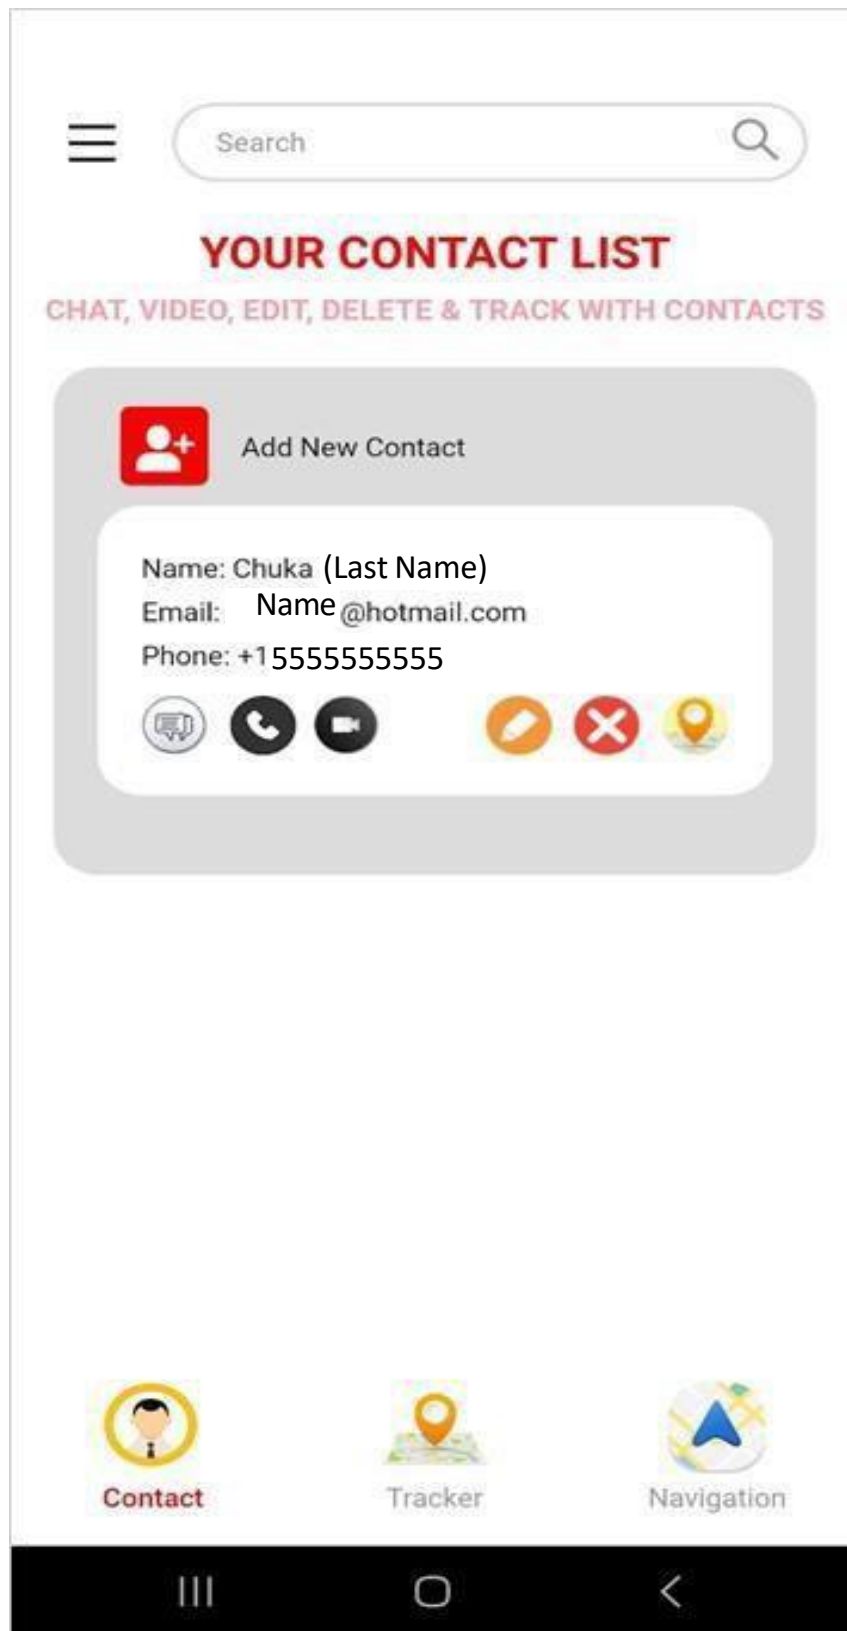 Search
YOUR CONTACT LIST
CHAT, VIDEO, EDIT, DELETE & TRACK WITH CONTACTS
Add New Contact
Name: Chuka (Last Name)
Email: Name@hotmail.com
Phone: +15555555555
Contact
Tracker
Navigation